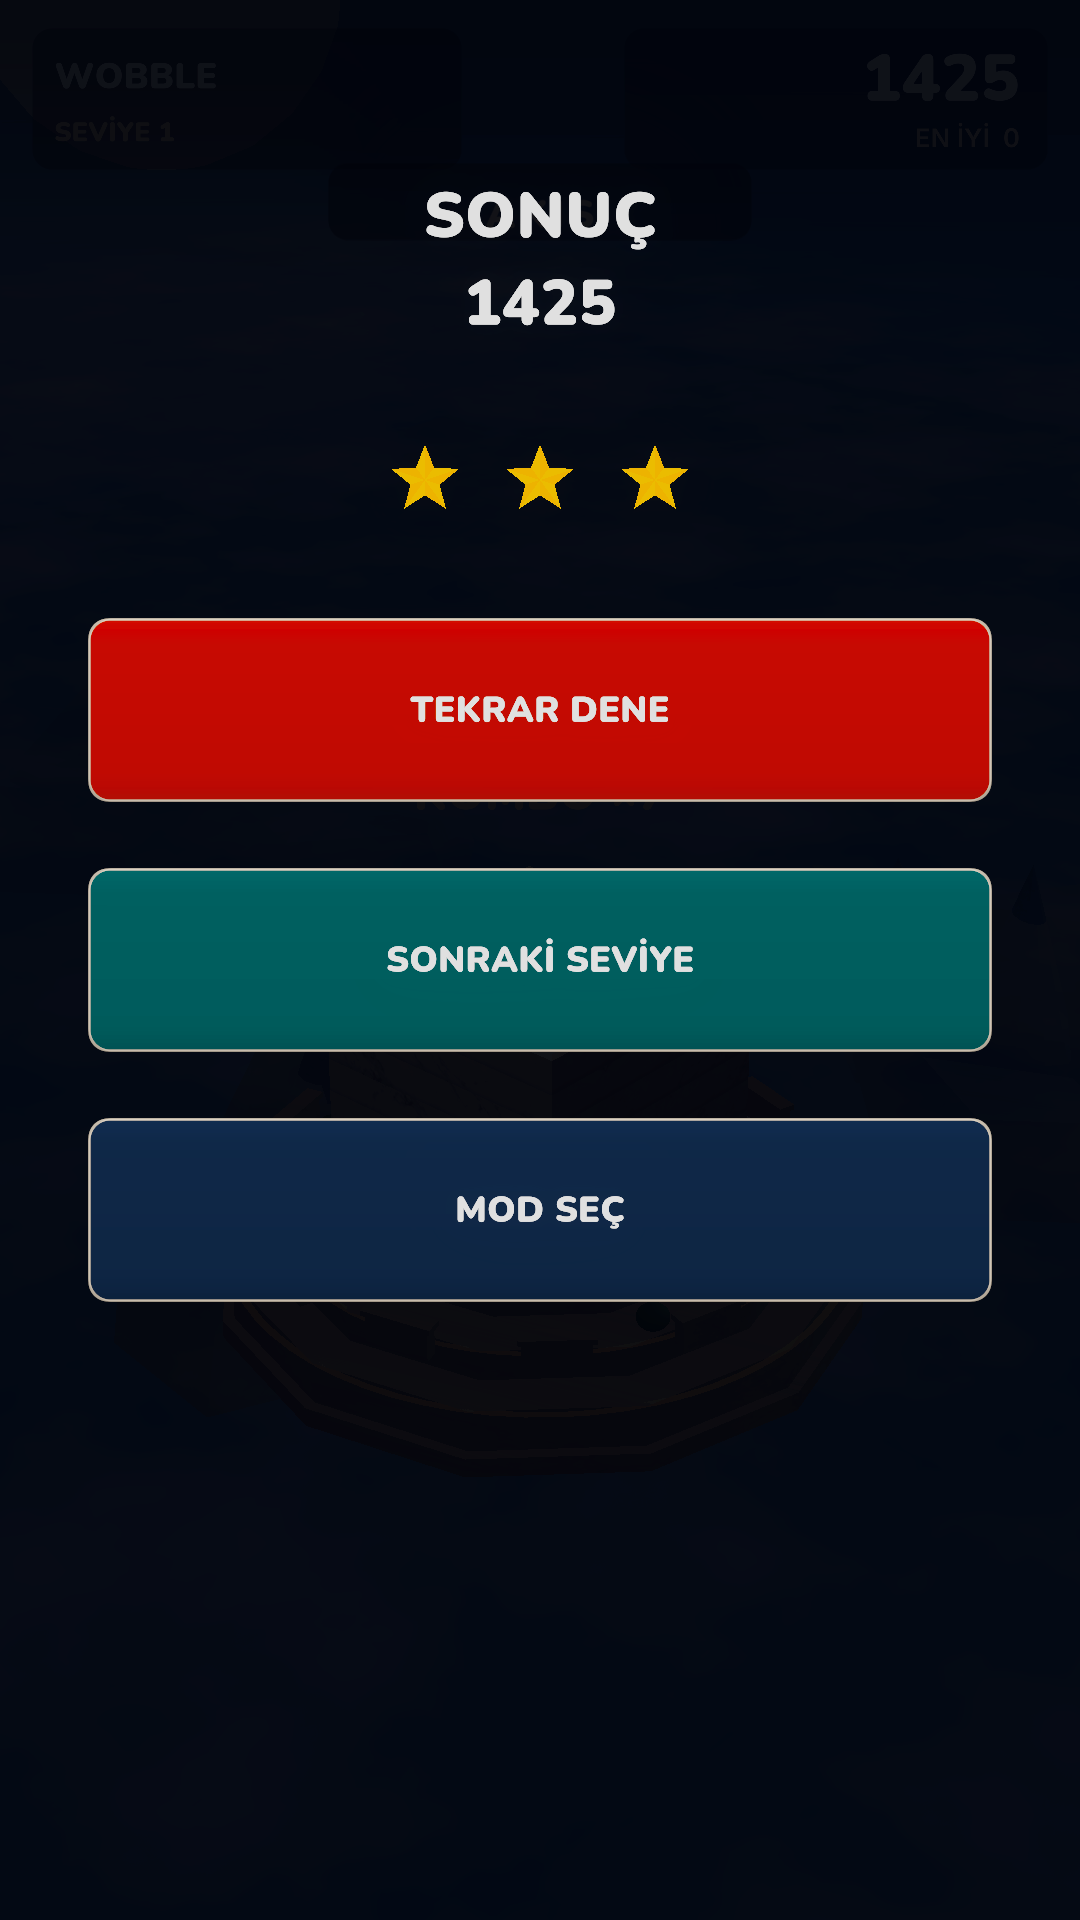 WOBBLE
SEVİYE 1
1425
EN İYİ 0
SONUÇ
1425
TEKRAR DENE
SONRAKİ SEVİYE
MOD SEÇ